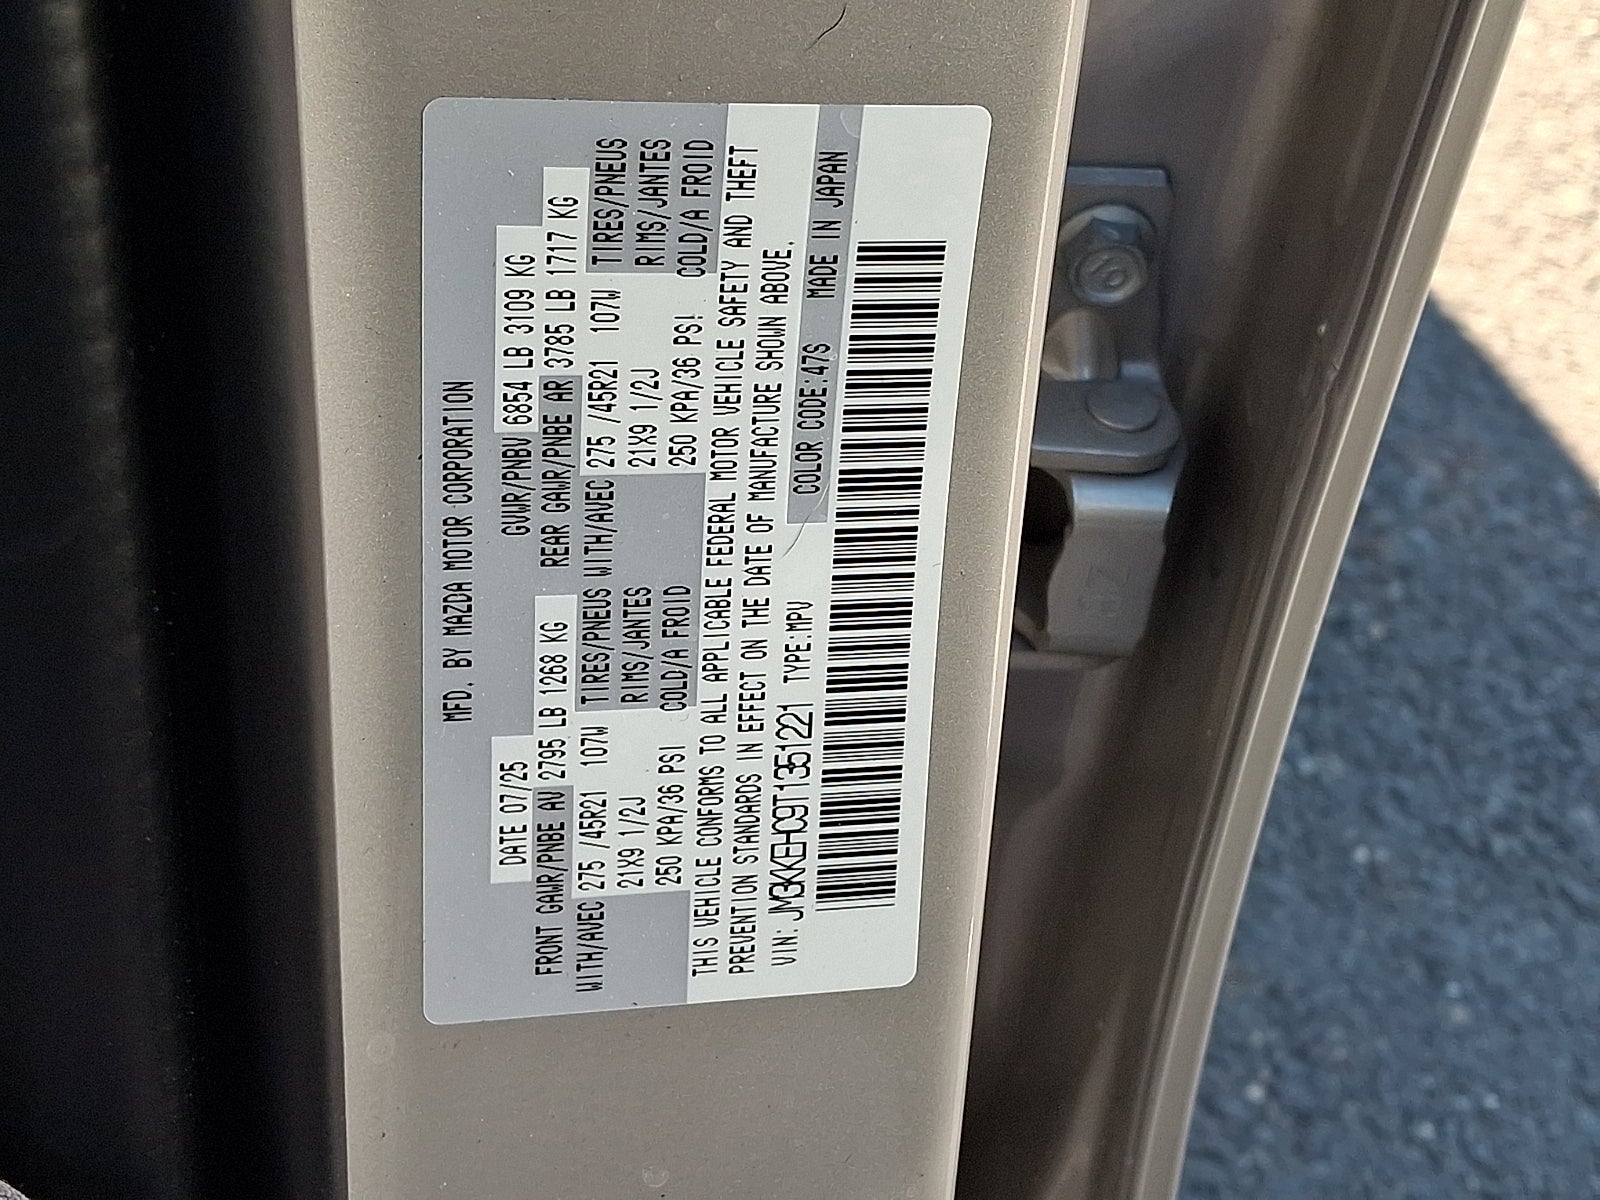 MFD. BY MAZDA MOTOR CORPORATION
DATE 07/25 GVWR/PNBV 6854 LB 3109 KG
FRONT GAWR/PNBE AV 2795 LB 1268 KG REAR GAWR/PNBE AR 3785 LB 1717 KG
WITH/AVEC 275 /45R21 107W TIRES/PNEUS WITH/AVEC 275 /45R21 107W TIRES/PNEUS
21X9 1/2J RIMS/JANTES 21X9 1/2J RIMS/JANTES
250 KPA/36 PSI COLD/A FROID 250 KPA/36 PSI COLD/A FROID
THIS VEHICLE CONFORMS TO ALL APPLICABLE FEDERAL MOTOR VEHICLE SAFETY AND THEFT
PREVENTION STANDARDS IN EFFECT ON THE DATE OF MANUFACTURE SHOWN ABOVE.
VIN: JM3KKEHC9T1351221 TYPE:MPV COLOR CODE:47S MADE IN JAPAN